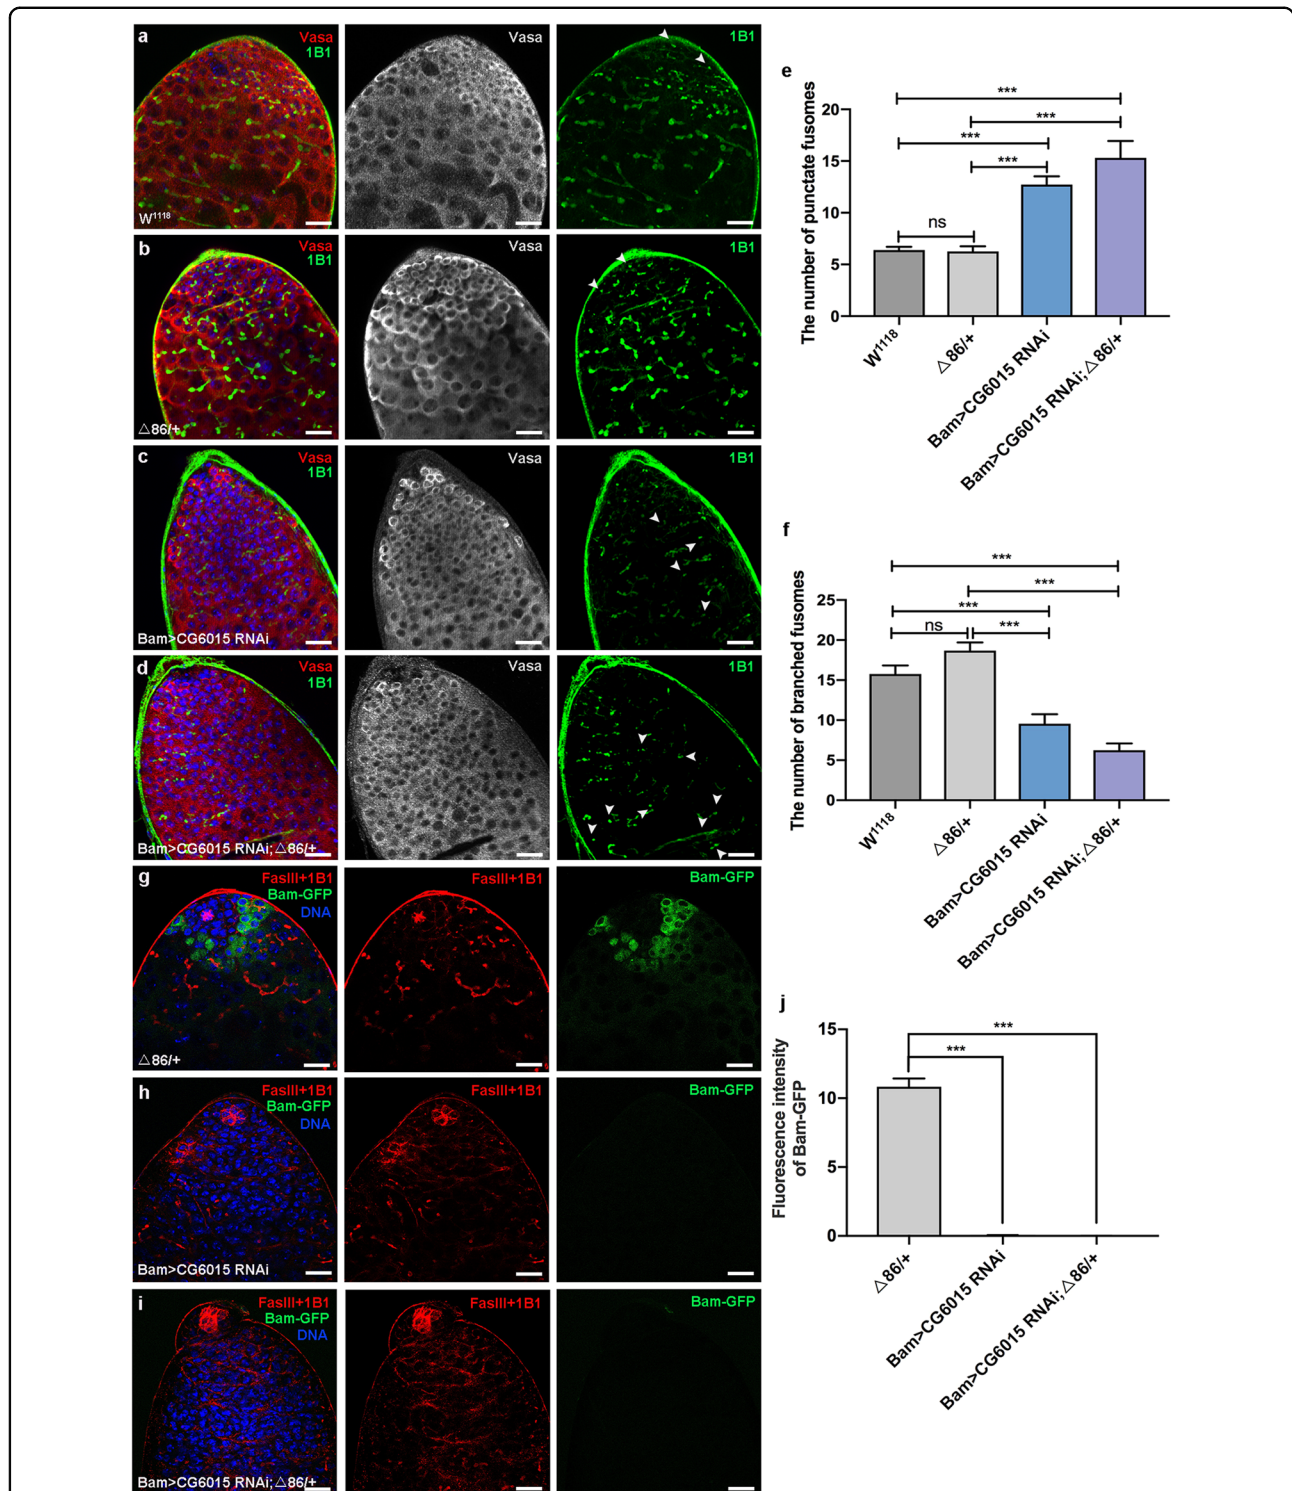 a
Vasa
1B1
W1118
Vasa
1B1
b
Vasa
1B1
△86/+
Vasa
1B1
c
Vasa
1B1
Bam>CG6015 RNAi
Vasa
1B1
d
Vasa
1B1
Bam>CG6015 RNAi;△86/+
Vasa
1B1
e
The number of punctate fusomes
20
15
10
5
0
***
***
***
***
ns
W1118
△86/+
Bam>CG6015 RNAi
Bam>CG6015 RNAi;△86/+
f
The number of branched fusomes
25
20
15
10
5
0
***
***
***
ns
***
W1118
△86/+
Bam>CG6015 RNAi
Bam>CG6015 RNAi;△86/+
g
FasIII+1B1
Bam-GFP
DNA
△86/+
FasIII+1B1
Bam-GFP
h
FasIII+1B1
Bam-GFP
DNA
Bam>CG6015 RNAi
FasIII+1B1
Bam-GFP
i
FasIII+1B1
Bam-GFP
DNA
Bam>CG6015 RNAi;△86/+
FasIII+1B1
Bam-GFP
j
Fluorescence intensity
of Bam-GFP
15
10
5
0
***
***
△86/+
Bam>CG6015 RNAi
Bam>CG6015 RNAi;△86/+